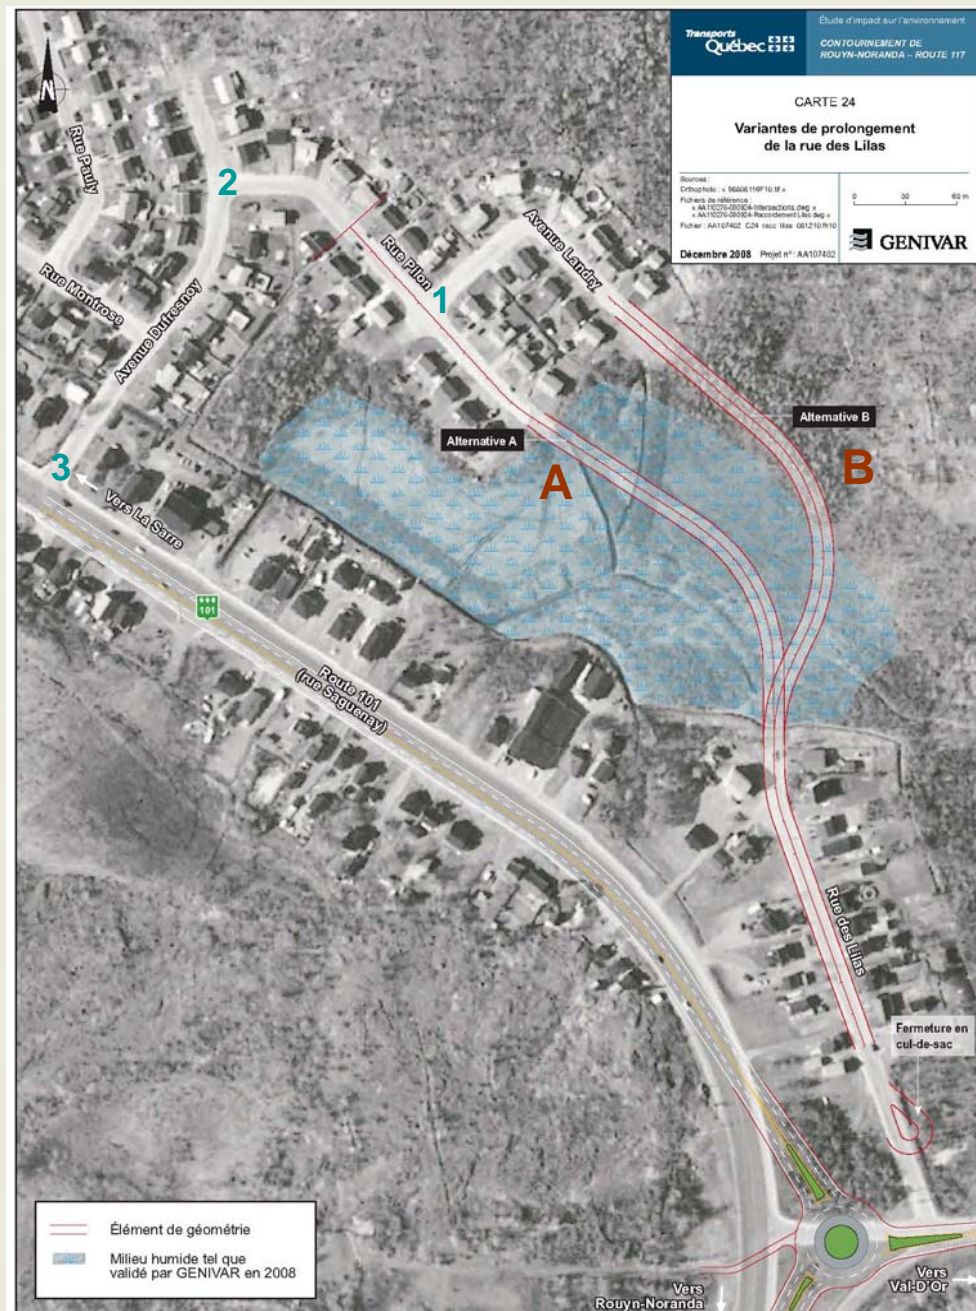 Transports
Québec
Étude d'impact sur l'environnement
CONTOURNEMENT DE
ROUYN-NORANDA – ROUTE 117
CARTE 24
Variantes de prolongement
de la rue des Lilas
Sources :
Fichiers de référence :
0 30 60 m
Décembre 2008 Projet n° : AA107402
GENIVAR
N
Rue Pauly
2
Rue Pilon
Avenue Landry
1
Rue Montrose
Avenue Dufresnoy
Alternative A
Alternative B
A
B
3
Vers La Sarre
101
Route 101
(rue Saguenay)
Rue des Lilas
Fermeture en
cul-de-sac
Élément de géométrie
Milieu humide tel que
validé par GENIVAR en 2008
Vers
Rouyn-Noranda
Vers
Val-D'Or